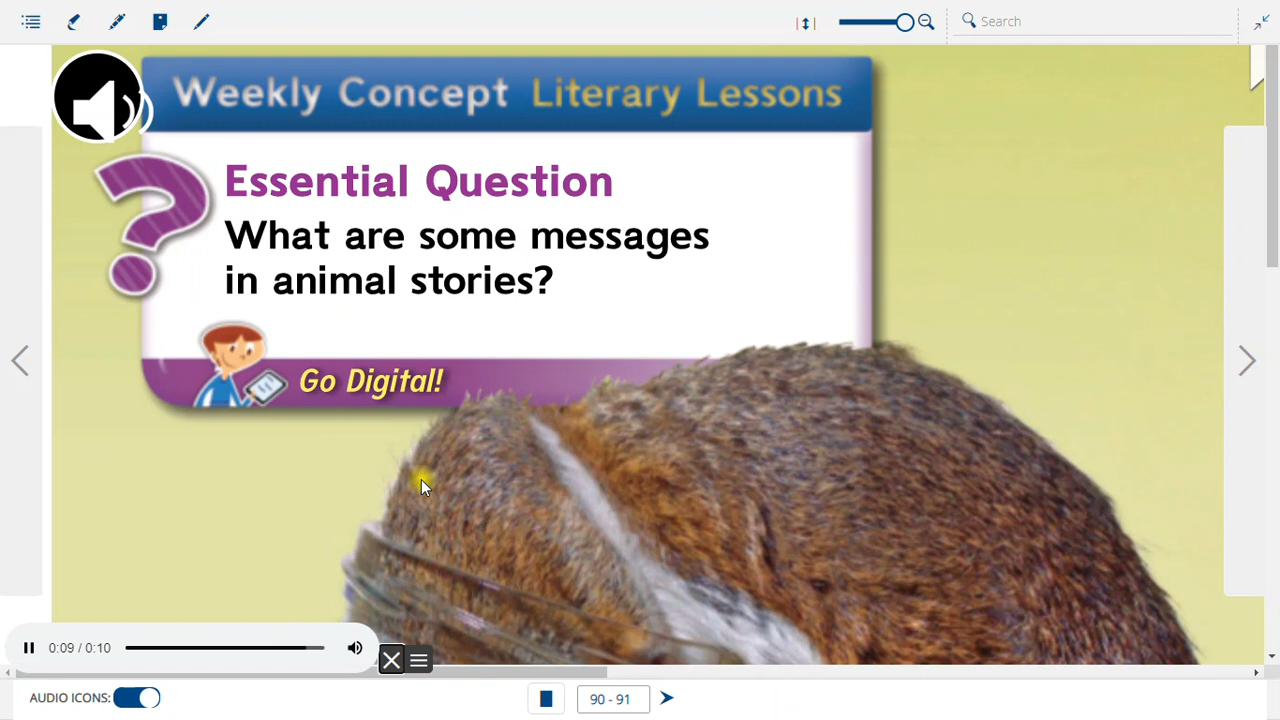 Search
Weekly Concept Literary Lessons
?
Essential Question
What are some messages
in animal stories?
Go Digital!
0:09 / 0:10
AUDIO ICONS:
90 - 91